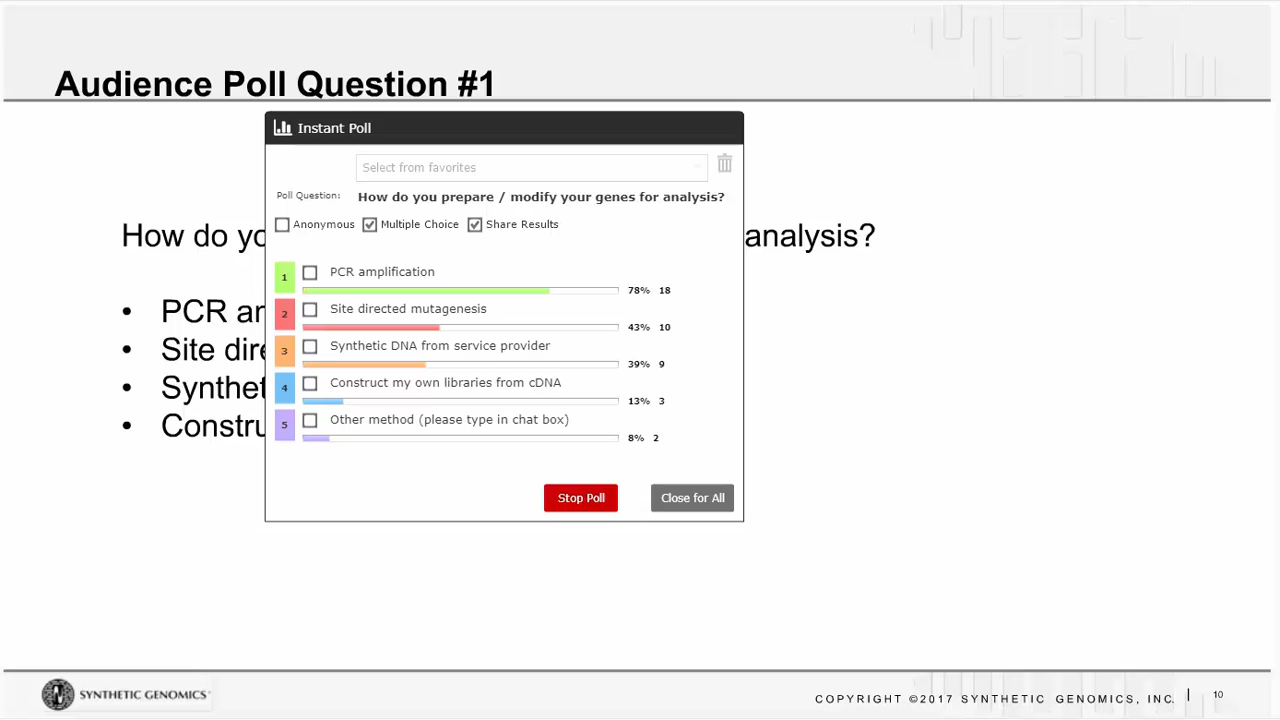 Audience Poll Question #1
Instant Poll
Select from favorites
Poll Question: How do you prepare / modify your genes for analysis?
Anonymous Multiple Choice Share Results
How do yo analysis?
1 PCR amplification
78% 18
2 Site directed mutagenesis
43% 10
3 Synthetic DNA from service provider
39% 9
4 Construct my own libraries from cDNA
13% 3
5 Other method (please type in chat box)
8% 2
• PCR ar
• Site dire
• Synthet
• Constru
Stop Poll Close for All
SYNTHETIC GENOMICS
COPYRIGHT ©2017 SYNTHETIC GENOMICS, INC. | 10